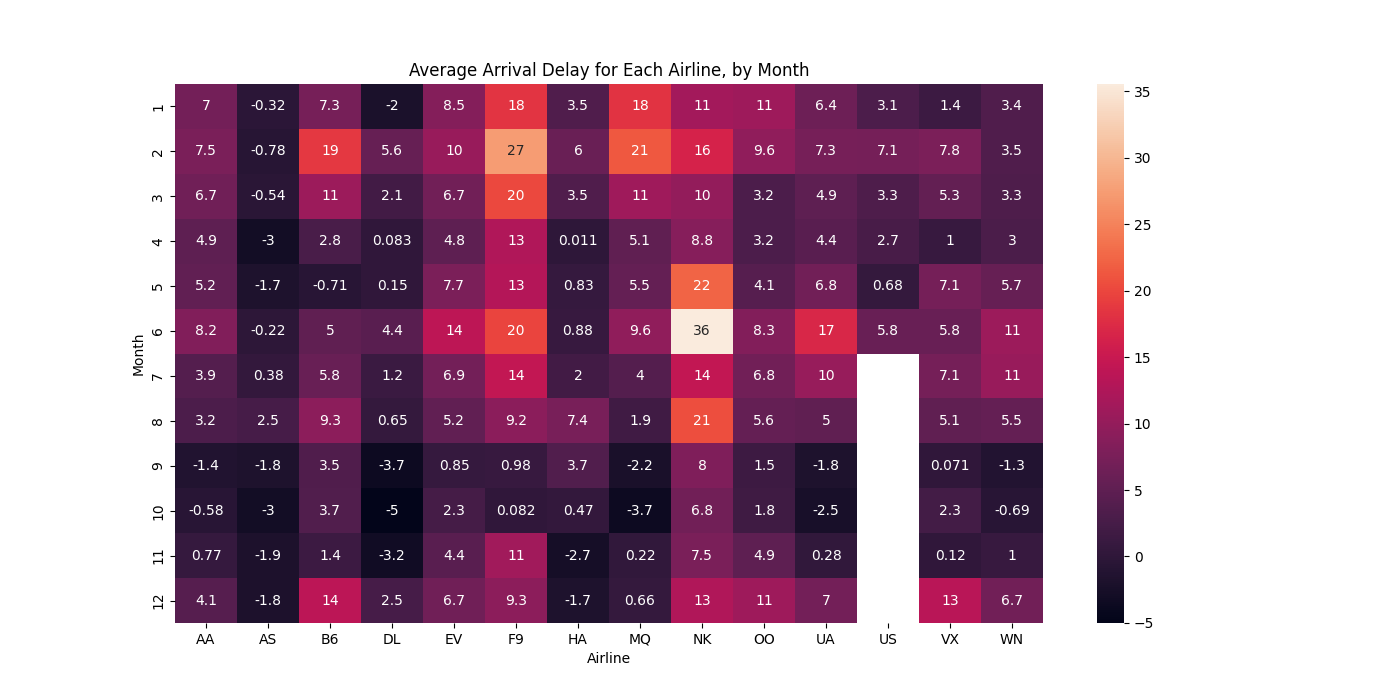 Average Arrival Delay for Each Airline, by Month
1 7 -0.32 7.3 -2 8.5 18 3.5 18 11 11 6.4 3.1 1.4 3.4 35
2 7.5 -0.78 19 5.6 10 27 6 21 16 9.6 7.3 7.1 7.8 3.5 30
3 6.7 -0.54 11 2.1 6.7 20 3.5 11 10 3.2 4.9 3.3 5.3 3.3 25
4 4.9 -3 2.8 0.083 4.8 13 0.011 5.1 8.8 3.2 4.4 2.7 1 3
5 5.2 -1.7 -0.71 0.15 7.7 13 0.83 5.5 22 4.1 6.8 0.68 7.1 5.7 20
6 8.2 -0.22 5 4.4 14 20 0.88 9.6 36 8.3 17 5.8 5.8 11 15
Month
7 3.9 0.38 5.8 1.2 6.9 14 2 4 14 6.8 10 7.1 11
8 3.2 2.5 9.3 0.65 5.2 9.2 7.4 1.9 21 5.6 5 5.1 5.5 10
9 -1.4 -1.8 3.5 -3.7 0.85 0.98 3.7 -2.2 8 1.5 -1.8 0.071 -1.3 5
10 -0.58 -3 3.7 -5 2.3 0.082 0.47 -3.7 6.8 1.8 -2.5 2.3 -0.69
11 0.77 -1.9 1.4 -3.2 4.4 11 -2.7 0.22 7.5 4.9 0.28 0.12 1 0
12 4.1 -1.8 14 2.5 6.7 9.3 -1.7 0.66 13 11 7 13 6.7 −5
AA AS B6 DL EV F9 HA MQ NK OO UA US VX WN
Airline